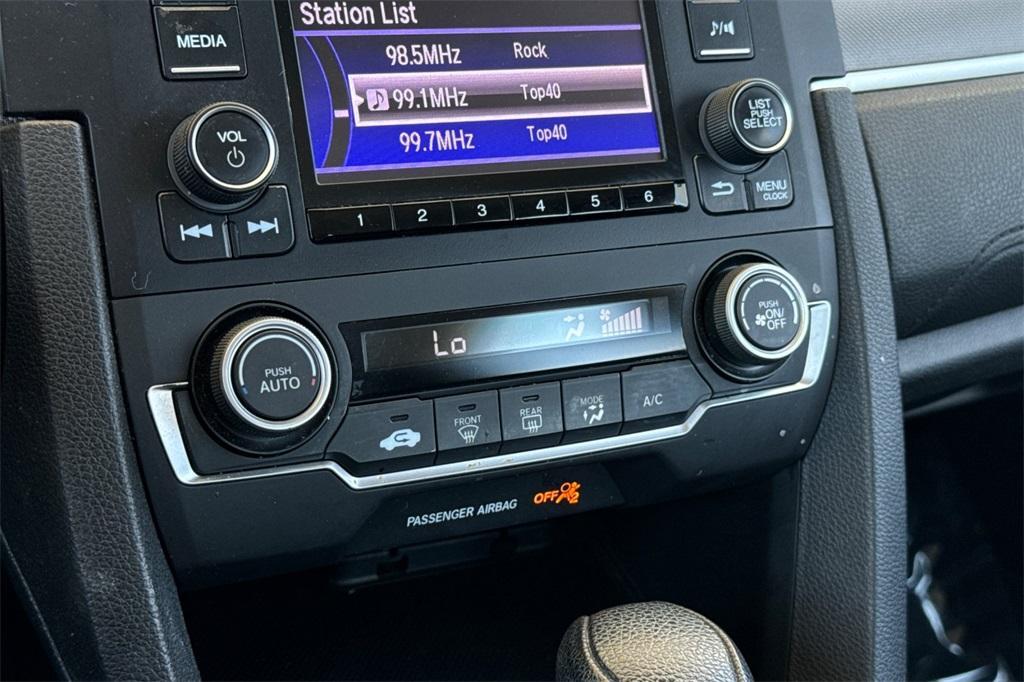 Station List
MEDIA
98.5MHz Rock
99.1MHz Top40
99.7MHz Top40
VOL
LIST
PUSH
SELECT
MENU
CLOCK
1 2 3 4 5 6
PUSH
AUTO
Lo
PUSH
ON/
OFF
FRONT
REAR
MODE
A/C
PASSENGER AIRBAG OFF 2